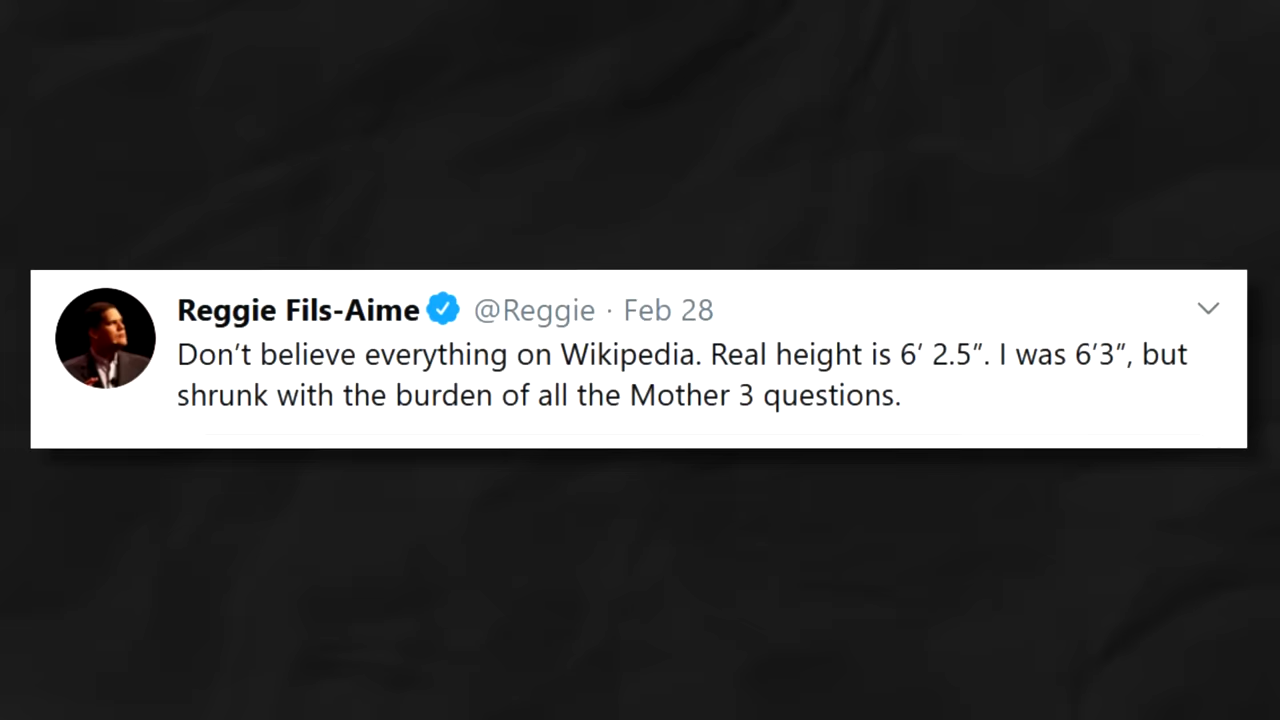 Reggie Fils-Aime @Reggie · Feb 28
Don’t believe everything on Wikipedia. Real height is 6′ 2.5″. I was 6′3″, but
shrunk with the burden of all the Mother 3 questions.